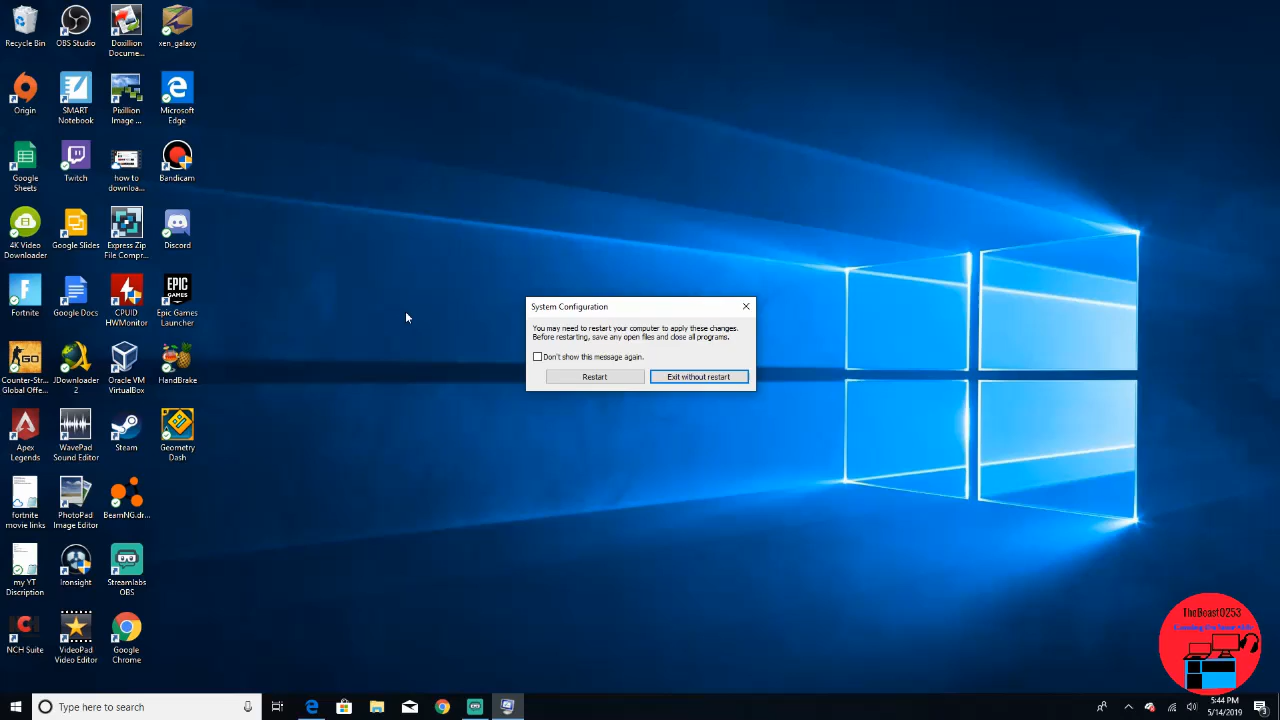 Recycle Bin
OBS Studio
Doxillion
Docume...
xen_galaxy
Origin
SMART
Notebook
Pixillion
Image ...
Microsoft
Edge
Google
Sheets
Twitch
how to
downloa...
Bandicam
4K Video
Downloader
Google Slides
Express Zip
File Compr...
Discord
Fortnite
Google Docs
CPUID
HWMonitor
EPIC
GAMES
Epic Games
Launcher
GO
Counter-Str...
Global Offe...
JDownloader
2
Oracle VM
VirtualBox
HandBrake
Apex
Legends
WavePad
Sound Editor
Steam
Geometry
Dash
fortnite
movie links
PhotoPad
Image Editor
BeamNG.dr...
my YT
Discription
Ironsight
Streamlabs
OBS
NCH Suite
VideoPad
Video Editor
Google
Chrome
System Configuration
You may need to restart your computer to apply these changes.
Before restarting, save any open files and close all programs.
Don't show this message again.
Restart
Exit without restart
TheBeast0253
Type here to search
5:44 PM
5/14/2019
3